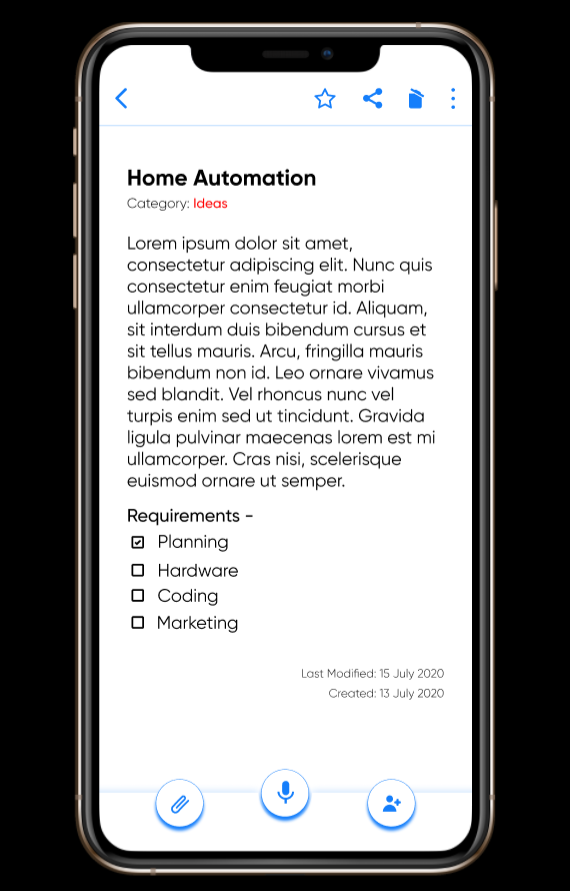 Home Automation
Category: Ideas
Lorem ipsum dolor sit amet,
consectetur adipiscing elit. Nunc quis
consectetur enim feugiat morbi
ullamcorper consectetur id. Aliquam,
sit interdum duis bibendum cursus et
sit tellus mauris. Arcu, fringilla mauris
bibendum non id. Leo ornare vivamus
sed blandit. Vel rhoncus nunc vel
turpis enim sed ut tincidunt. Gravida
ligula pulvinar maecenas lorem est mi
ullamcorper. Cras nisi, scelerisque
euismod ornare ut semper.
Requirements -
Planning
Hardware
Coding
Marketing
Last Modified: 15 July 2020
Created: 13 July 2020